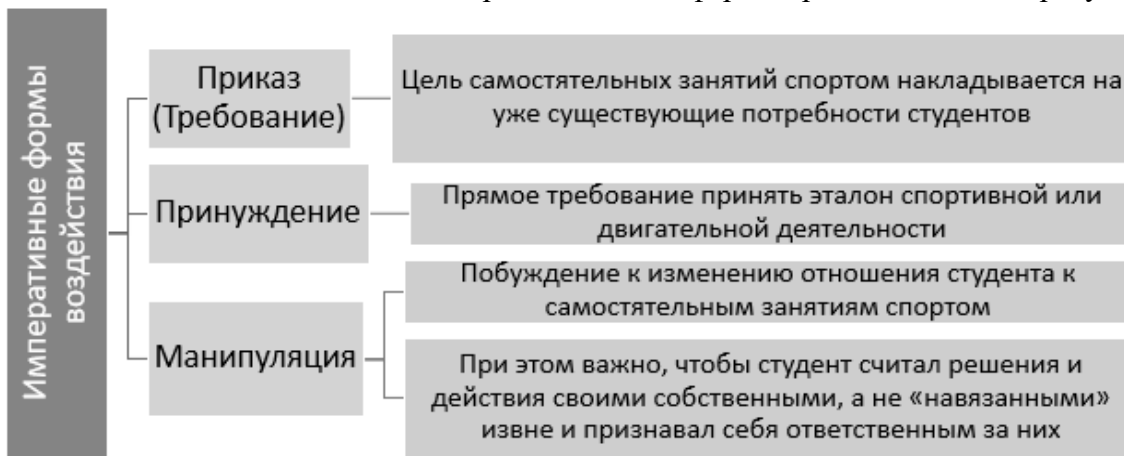 Императивные формы
воздействия
Приказ
(Требование)
Цель самостятельных занятий спортом накладывается на
уже существующие потребности студентов
Принуждение
Прямое требование принять эталон спортивной или
двигательной деятельности
Манипуляция
Побуждение к изменению отношения студента к
самостятельным занятиям спортом
При этом важно, чтобы студент считал решения и
действия своими собственными, а не «навязанными»
извне и признавал себя ответственным за них